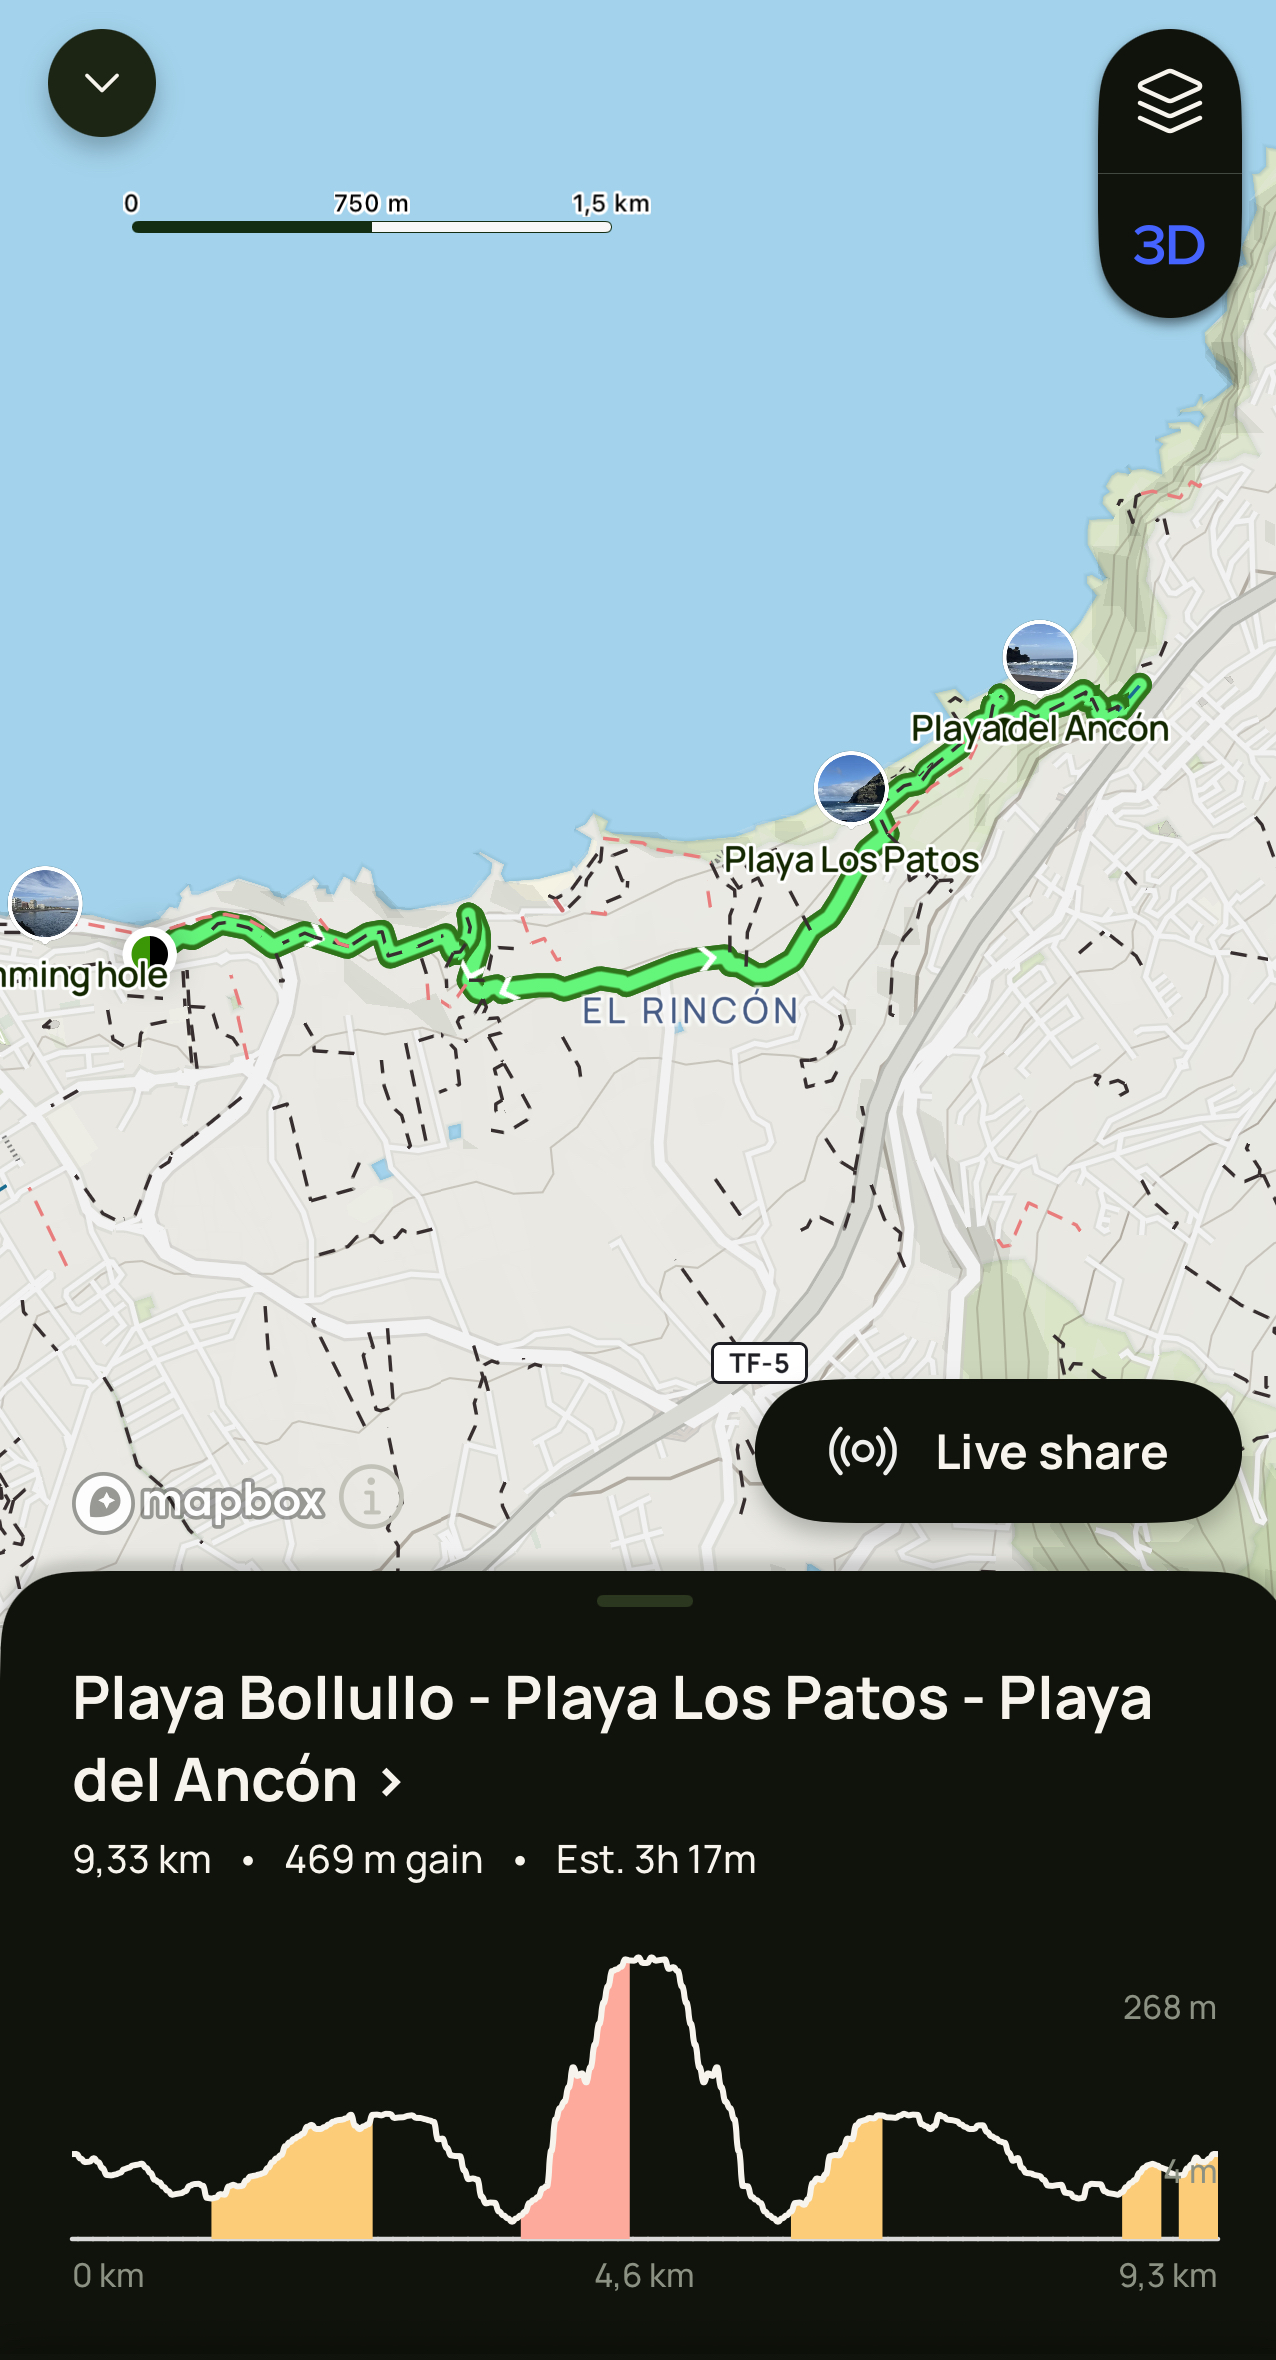 0 750 m 1,5 km
3D
Playa del Ancón
Playa Los Patos
mming hole
EL RINCÓN
TF-5
Live share
mapbox
Playa Bollullo - Playa Los Patos - Playa
del Ancón >
9,33 km • 469 m gain • Est. 3h 17m
268 m
4 m
0 km 4,6 km 9,3 km